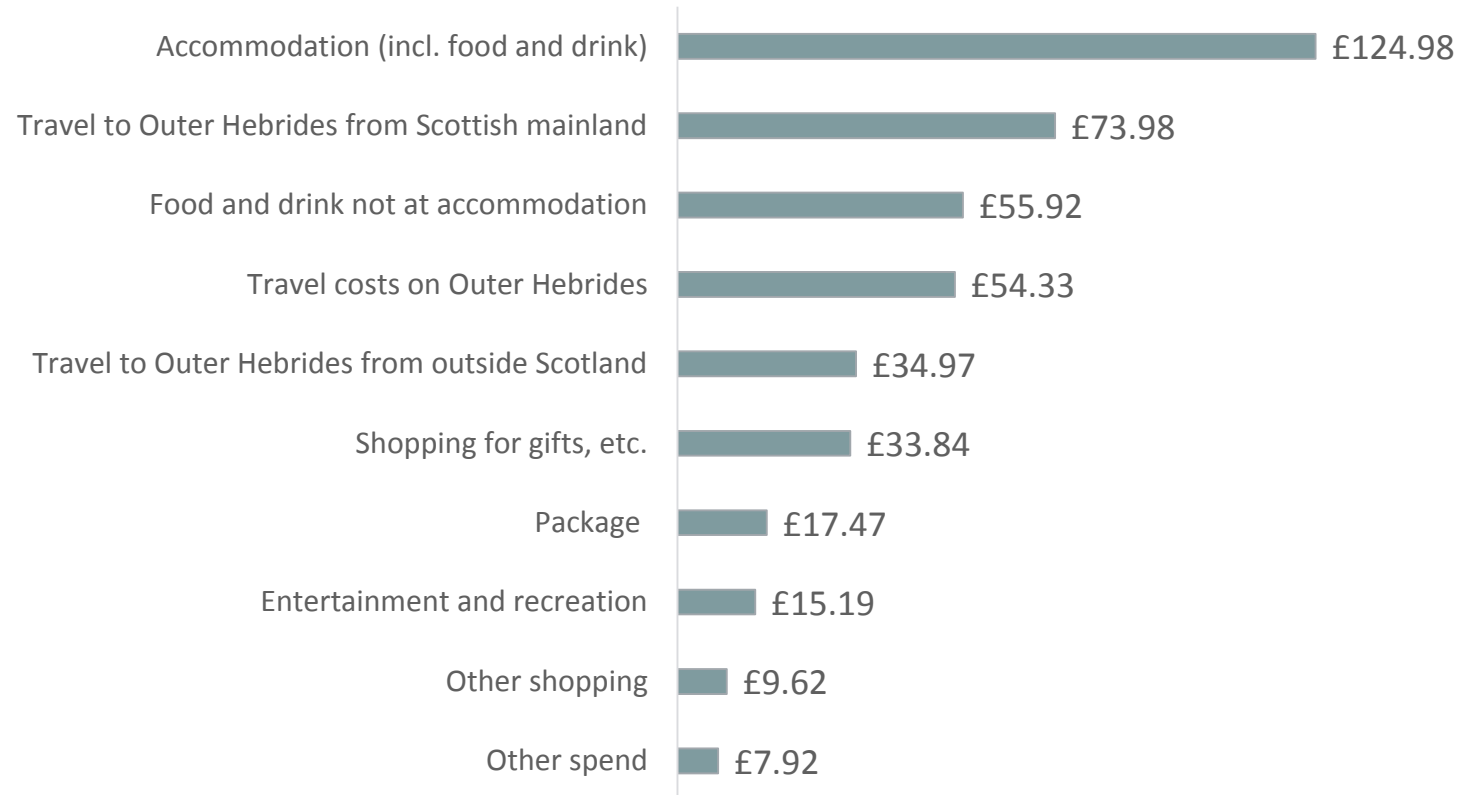 Accommodation (incl. food and drink) £124.98
Travel to Outer Hebrides from Scottish mainland £73.98
Food and drink not at accommodation £55.92
Travel costs on Outer Hebrides £54.33
Travel to Outer Hebrides from outside Scotland £34.97
Shopping for gifts, etc. £33.84
Package £17.47
Entertainment and recreation £15.19
Other shopping £9.62
Other spend £7.92